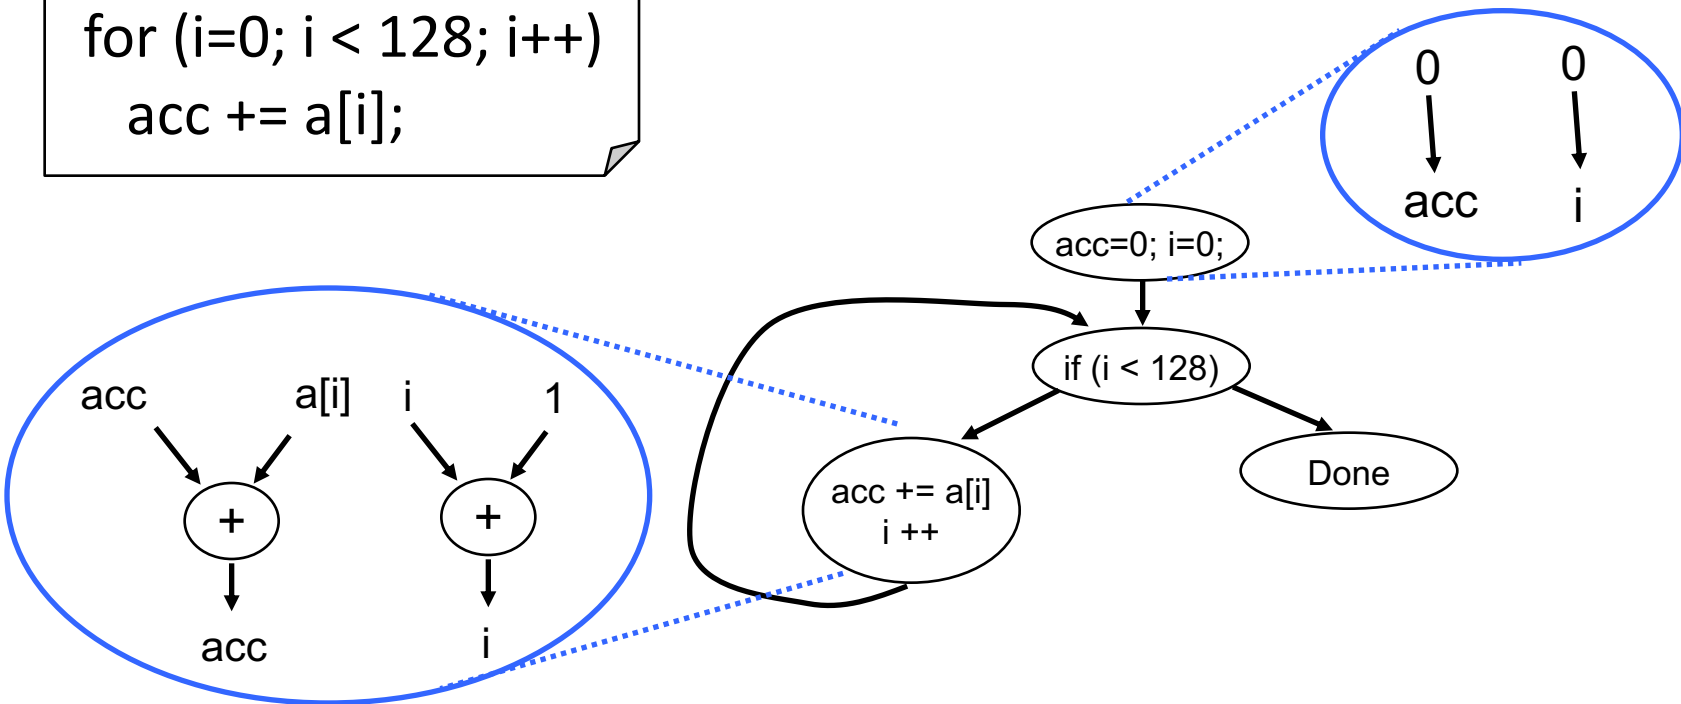 for (i=0; i < 128; i++)
acc += a[i];
0 0
acc i
acc=0; i=0;
if (i < 128)
acc a[i] i 1
+ +
acc i
acc += a[i]
i ++
Done